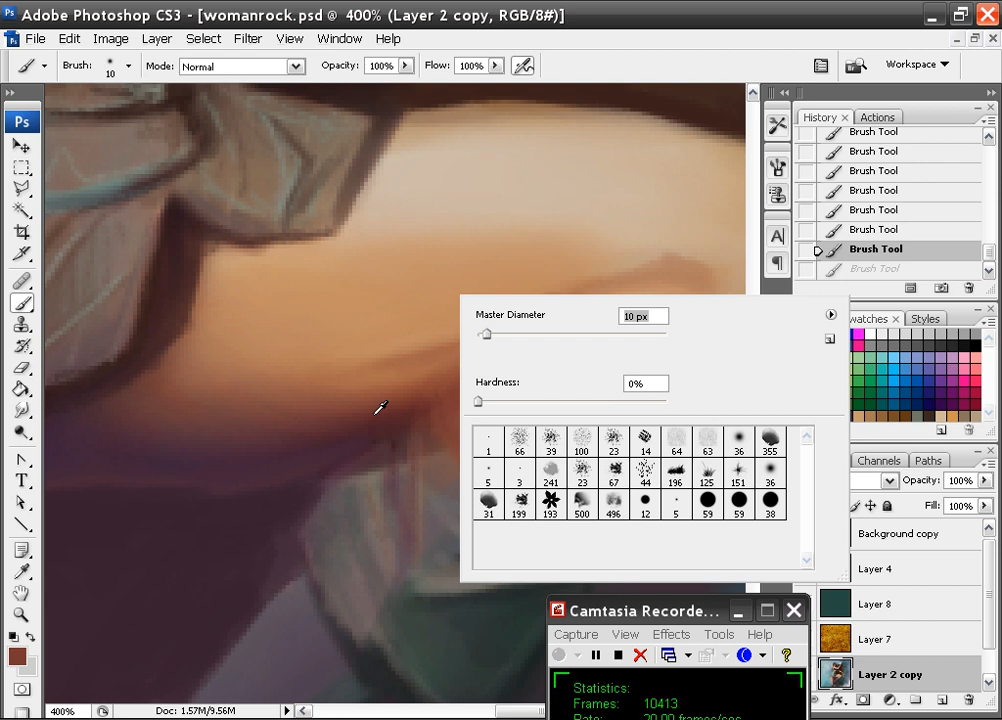 Adobe Photoshop CS3 - [womanrock.psd @ 400% (Layer 2 copy, RGB/8#)]
File Edit Image Layer Select Filter View Window Help
Brush: 10 Mode: Normal Opacity: 100% Flow: 100% Workspace
Ps
History Actions
Brush Tool
Brush Tool
Brush Tool
Brush Tool
Brush Tool
Brush Tool
Brush Tool
Brush Tool
Master Diameter 10 px
watches Styles
Hardness: 0%
1 66 39 100 23 14 64 63 36 355
5 3 241 23 67 44 196 125 151 36
31 199 193 500 496 12 5 59 59 38
Channels Paths
Opacity: 100%
Fill: 100%
Background copy
Layer 4
Layer 8
Layer 7
Layer 2 copy
Camtasia Recorde...
Capture View Effects Tools Help
Statistics:
Frames: 10413
Rate: 20.00 frames/sec
400% Doc: 1.57M/9.56M